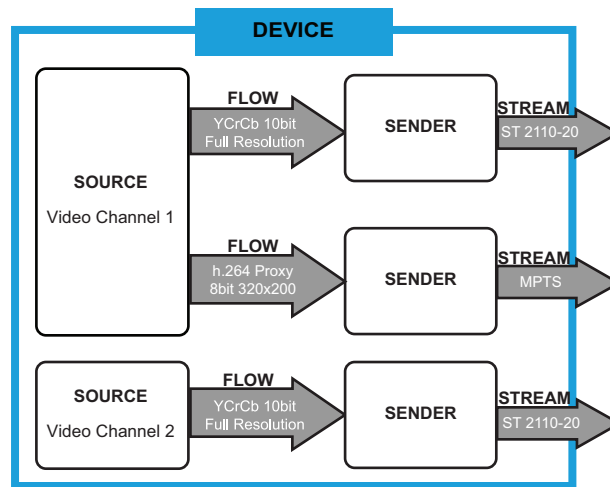 DEVICE
FLOW
YCrCb 10bit
Full Resolution
SENDER
STREAM
ST 2110-20
SOURCE
Video Channel 1
FLOW
h.264 Proxy
8bit 320x200
SENDER
STREAM
MPTS
SOURCE
Video Channel 2
FLOW
YCrCb 10bit
Full Resolution
SENDER
STREAM
ST 2110-20